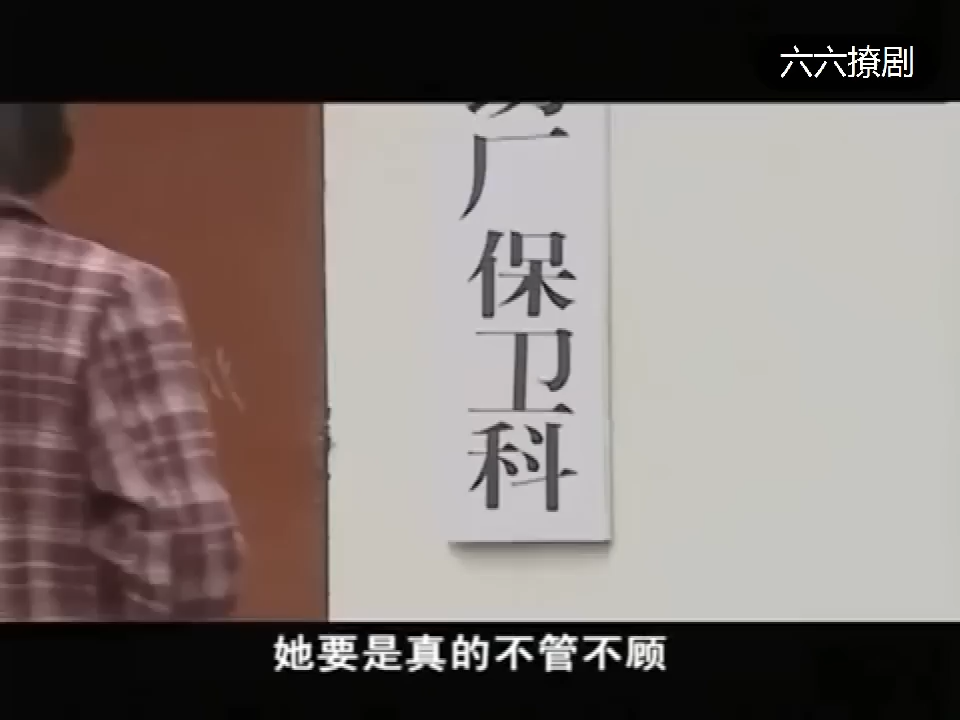 六六撩剧
厂保卫科
她要是真的不管不顾